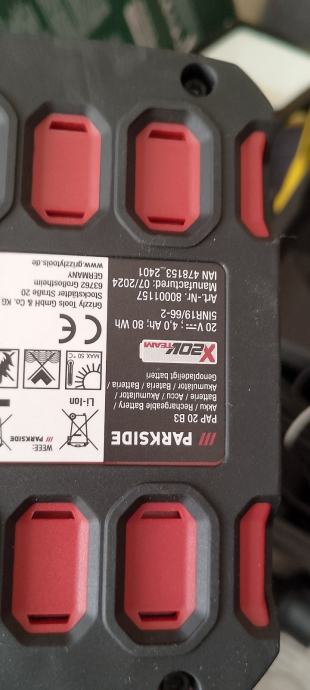 /// PARKSIDE
PAP 20 B3
Akku / Rechargeable Battery /
Batterie / Accu / Akumulator /
Akumulátor / Batéria / Batería /
Genopladeligt batteri
X20V TEAM
20 V ⎓; 4.0 Ah; 80 Wh
5INR19/66-2
Art.-Nr.: 80001157
Manufactured: 07/2024
IAN 478153_2401
WEEE:
/// PARKSIDE
Li-Ion
MAX 50 °C
CE
Grizzly Tools GmbH & Co. KG
Stockstädter Straße 20
63762 Großostheim
GERMANY
www.grizzlytools.de